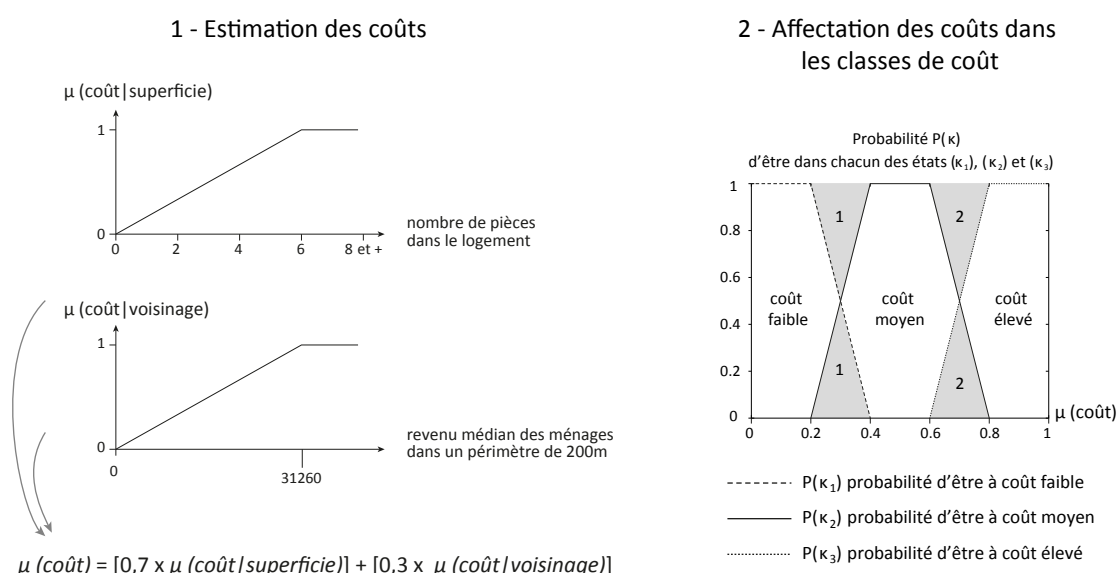 1 - Estimation des coûts
μ (coût|superficie)
1
0
0 2 4 6 8 et +
nombre de pièces
dans le logement
μ (coût|voisinage)
1
0
0
31260
revenu médian des ménages
dans un périmètre de 200m
μ (coût) = [0,7 x μ (coût|superficie)] + [0,3 x μ (coût|voisinage)]
2 - Affectation des coûts dans
les classes de coût
Probabilité P(κ)
d'être dans chacun des états (κ₁), (κ₂) et (κ₃)
1
0.8
0.6
0.4
0.2
0
1 2
coût faible
coût moyen
coût élevé
1 2
0 0.2 0.4 0.6 0.8 1
μ (coût)
P(κ₁) probabilité d'être à coût faible
P(κ₂) probabilité d'être à coût moyen
P(κ₃) probabilité d'être à coût élevé